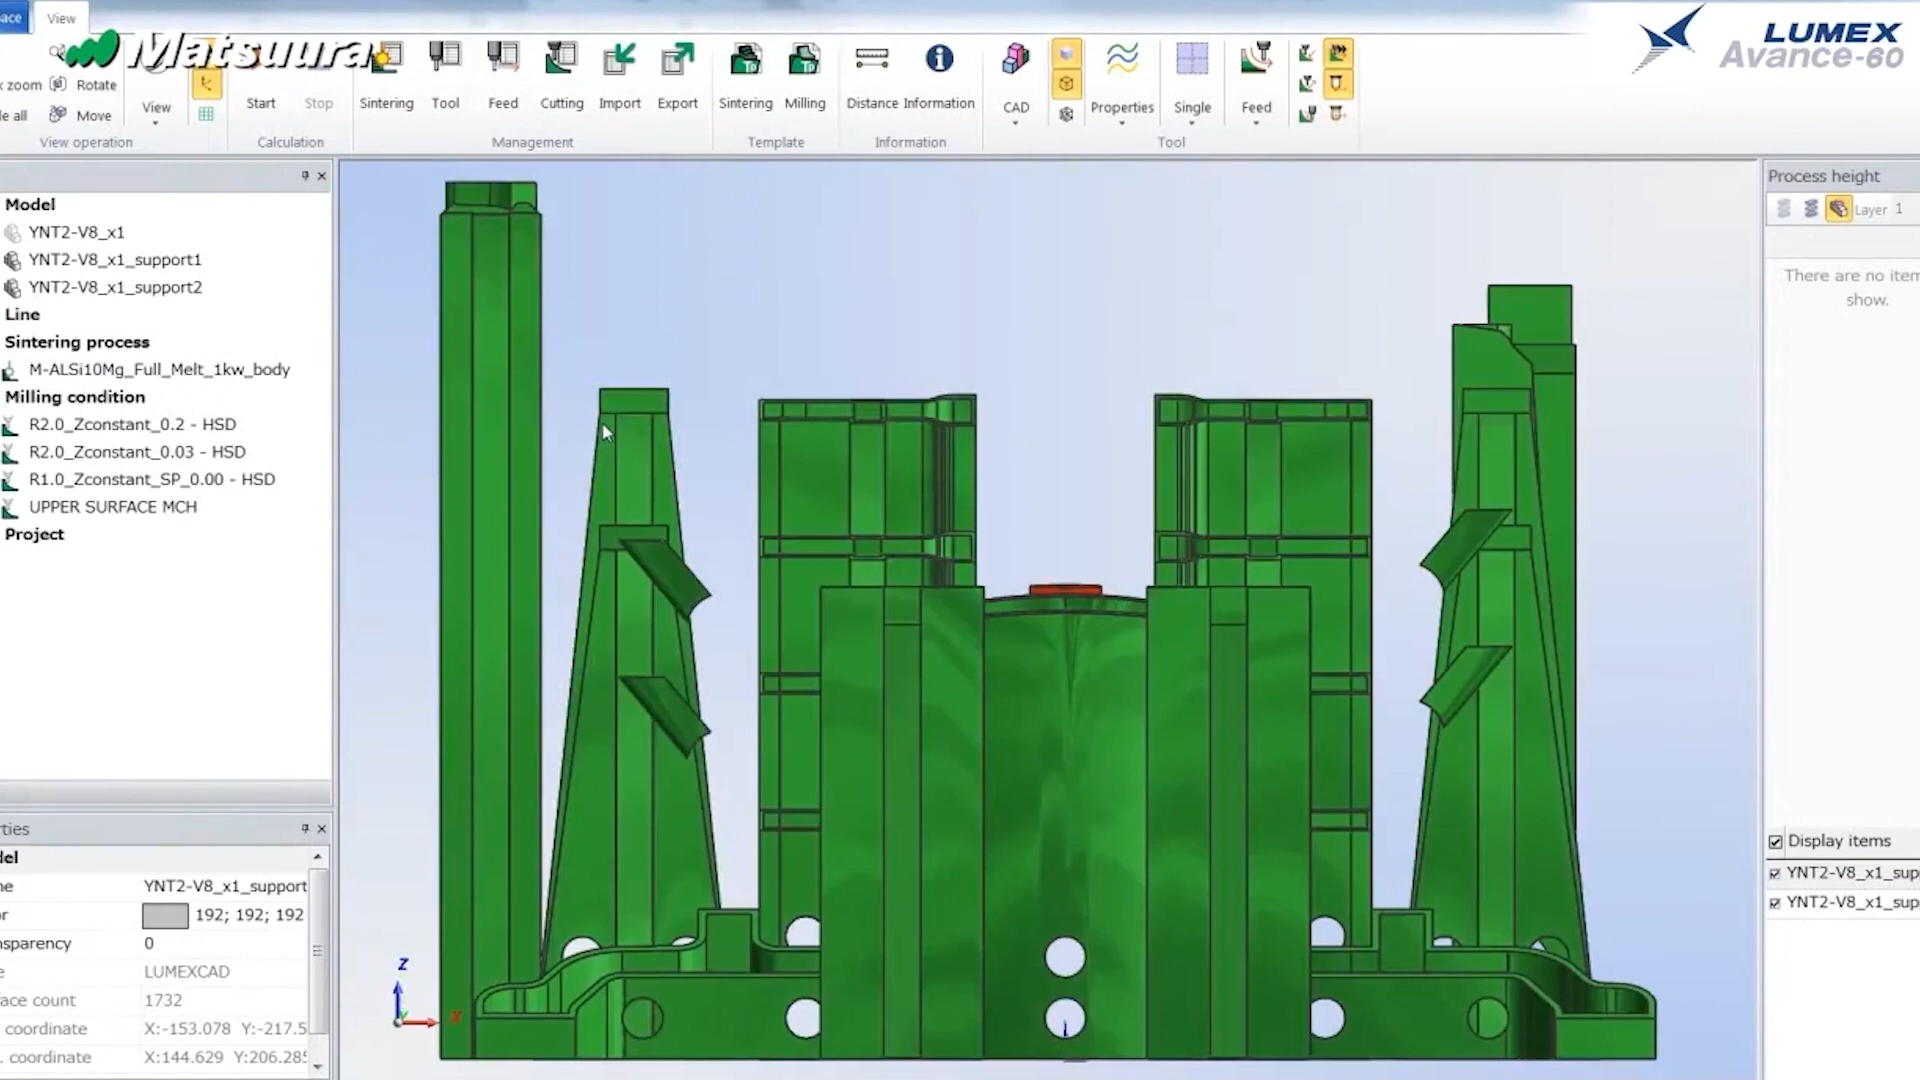 ace
View
Matsuura
LUMEX
Avance-60
x zoom
Rotate
le all
Move
View
Start
Stop
Sintering
Tool
Feed
Cutting
Import
Export
Sintering
Milling
Distance
Information
CAD
Properties
Single
Feed
View operation
Calculation
Management
Template
Information
Tool
Model
YNT2-V8_x1
YNT2-V8_x1_support1
YNT2-V8_x1_support2
Line
Sintering process
M-ALSi10Mg_Full_Melt_1kw_body
Milling condition
R2.0_Zconstant_0.2 - HSD
R2.0_Zconstant_0.03 - HSD
R1.0_Zconstant_SP_0.00 - HSD
UPPER SURFACE MCH
Project
rties
del
ne YNT2-V8_x1_support
or 192; 192; 192
nsparency 0
e LUMEXCAD
face count 1732
coordinate X:-153.078 Y:-217.5
. coordinate X:144.629 Y:206.285
Z
X
Process height
Layer 1
There are no item
show.
Display items
YNT2-V8_x1_sup
YNT2-V8_x1_sup